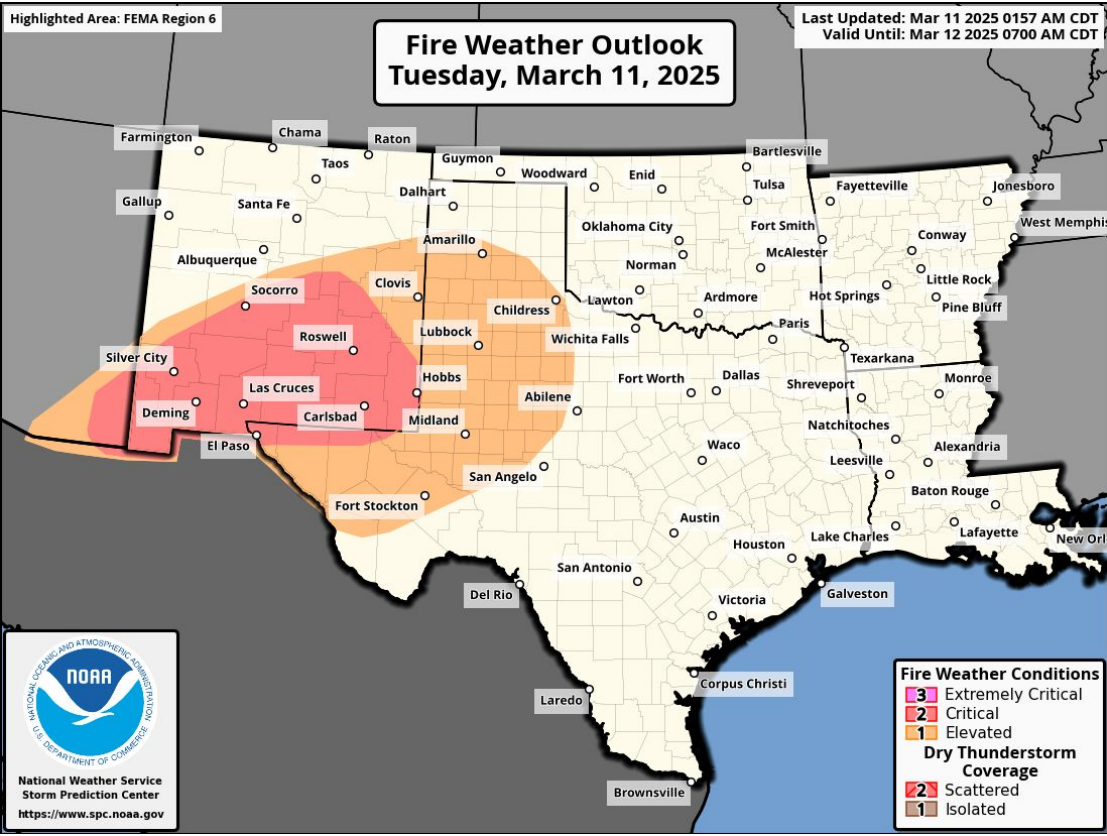 Highlighted Area: FEMA Region 6
Fire Weather Outlook
Tuesday, March 11, 2025
Last Updated: Mar 11 2025 0157 AM CDT
Valid Until: Mar 12 2025 0700 AM CDT
Farmington
Chama
Raton
Taos
Guymon
Woodward
Enid
Bartlesville
Tulsa
Fayetteville
Jonesboro
Gallup
Santa Fe
Dalhart
Oklahoma City
Fort Smith
West Memphis
Albuquerque
Amarillo
Norman
McAlester
Conway
Little Rock
Socorro
Clovis
Childress
Lawton
Ardmore
Hot Springs
Pine Bluff
Roswell
Lubbock
Wichita Falls
Paris
Silver City
Texarkana
Las Cruces
Hobbs
Abilene
Fort Worth
Dallas
Shreveport
Monroe
Deming
Carlsbad
Midland
Natchitoches
El Paso
Waco
Alexandria
San Angelo
Leesville
Fort Stockton
Baton Rouge
Austin
Lake Charles
Lafayette
New Orl
Houston
San Antonio
Del Rio
Galveston
Victoria
Corpus Christi
Laredo
Brownsville
NATIONAL OCEANIC AND ATMOSPHERIC ADMINISTRATION
NOAA
U.S. DEPARTMENT OF COMMERCE
National Weather Service
Storm Prediction Center
https://www.spc.noaa.gov
Fire Weather Conditions
3 Extremely Critical
2 Critical
1 Elevated
Dry Thunderstorm
Coverage
2 Scattered
1 Isolated